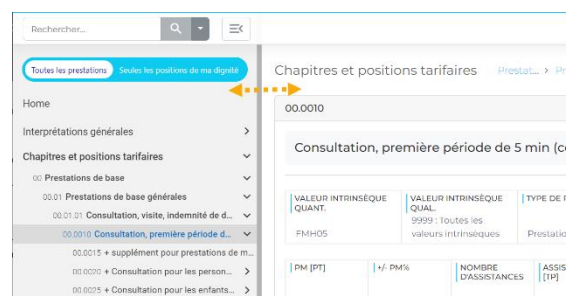 Rechercher...
Toutes les prestations Seules les positions de ma dignité
Home
Interprétations générales
Chapitres et positions tarifaires
00 Prestations de base
00.01 Prestations de base générales
00.01.01 Consultation, visite, indemnité de d...
00.0010 Consultation, première période d...
00.0015 + supplément pour prestations de m...
00.0020 + Consultation pour les person...
00.0025 + Consultation pour les enfants...
Chapitres et positions tarifaires Prestat... > Pr
00.0010
Consultation, première période de 5 min (co
VALEUR INTRINSÈQUE QUANT.
FMH05
VALEUR INTRINSÈQUE QUAL.
9999 : Toutes les
valeurs intrinsèques
TYPE DE P
Prestatio
PM [PT]
+/- PM%
NOMBRE
D'ASSISTANCES
ASSIS
[TP]